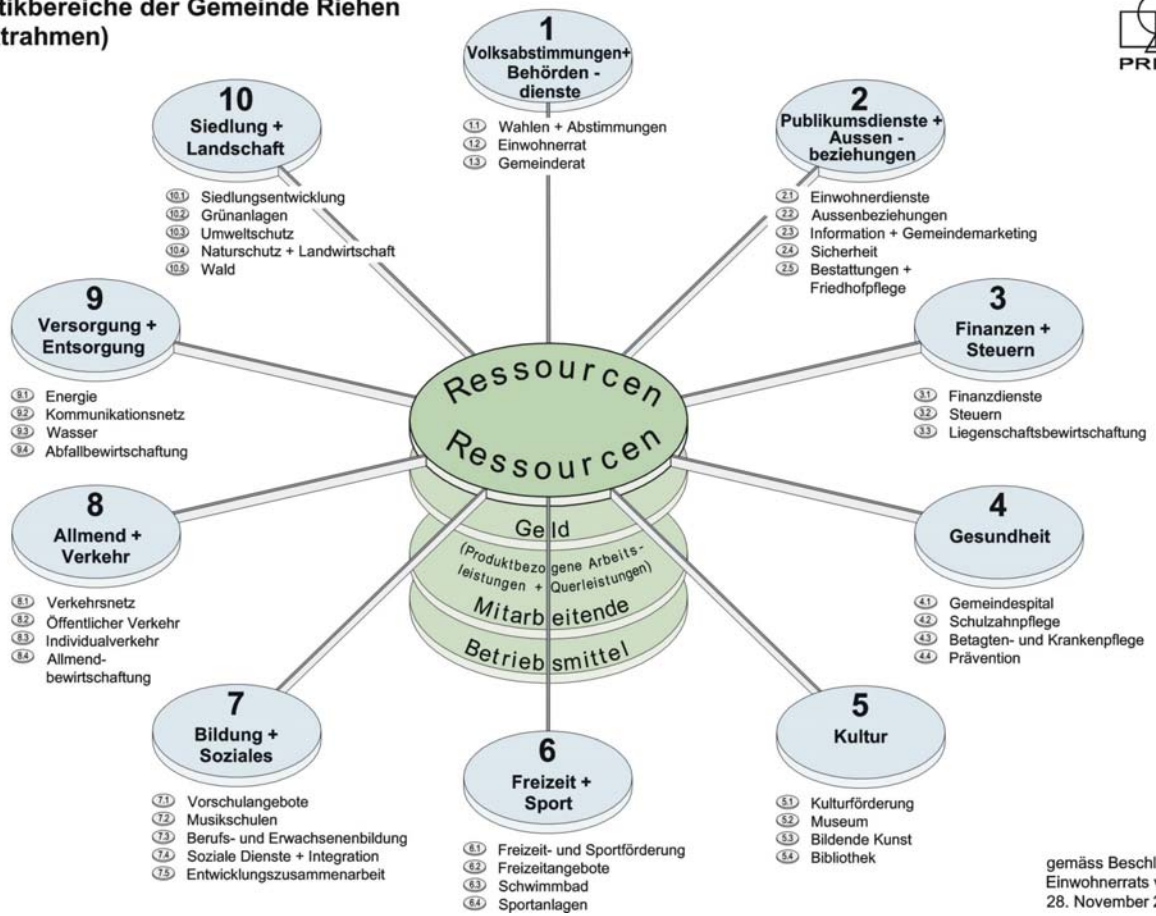 tikbereiche der Gemeinde Riehen
trahmen)
PRI
1
Volksabstimmungen+
Behörden -
dienste
1.1 Wahlen + Abstimmungen
1.2 Einwohnerrat
1.3 Gemeinderat
2
Publikumsdienste +
Aussen -
beziehungen
2.1 Einwohnerdienste
2.2 Aussenbeziehungen
2.3 Information + Gemeindemarketing
2.4 Sicherheit
2.5 Bestattungen +
Friedhofpflege
3
Finanzen +
Steuern
3.1 Finanzdienste
3.2 Steuern
3.3 Liegenschaftsbewirtschaftung
4
Gesundheit
4.1 Gemeindespital
4.2 Schulzahnpflege
4.3 Betagten- und Krankenpflege
4.4 Prävention
5
Kultur
5.1 Kulturförderung
5.2 Museum
5.3 Bildende Kunst
5.4 Bibliothek
6
Freizeit +
Sport
6.1 Freizeit- und Sportförderung
6.2 Freizeitangebote
6.3 Schwimmbad
6.4 Sportanlagen
7
Bildung +
Soziales
7.1 Vorschulangebote
7.2 Musikschulen
7.3 Berufs- und Erwachsenenbildung
7.4 Soziale Dienste + Integration
7.5 Entwicklungszusammenarbeit
8
Allmend +
Verkehr
8.1 Verkehrsnetz
8.2 Öffentlicher Verkehr
8.3 Individualverkehr
8.4 Allmend-
bewirtschaftung
9
Versorgung +
Entsorgung
9.1 Energie
9.2 Kommunikationsnetz
9.3 Wasser
9.4 Abfallbewirtschaftung
10
Siedlung +
Landschaft
10.1 Siedlungsentwicklung
10.2 Grünanlagen
10.3 Umweltschutz
10.4 Naturschutz + Landwirtschaft
10.5 Wald
Ressourcen
Ressourcen
Geld
(Produktbezogene Arbeits-
leistungen + Querleistungen)
Mitarbeitende
Betriebsmittel
gemäss Beschl
Einwohnerrats v
28. November 2